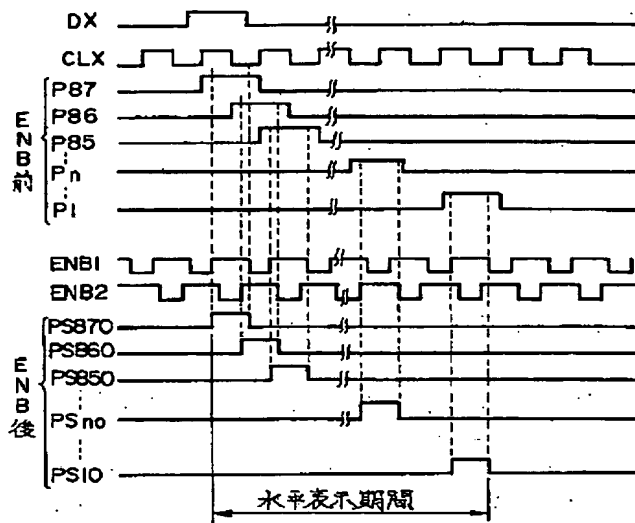 DX
CLX
ENB前
P87
P86
P85
Pn
P1
ENB1
ENB2
ENB後
PS870
PS860
PS850
PSno
PS10
水平表示期間